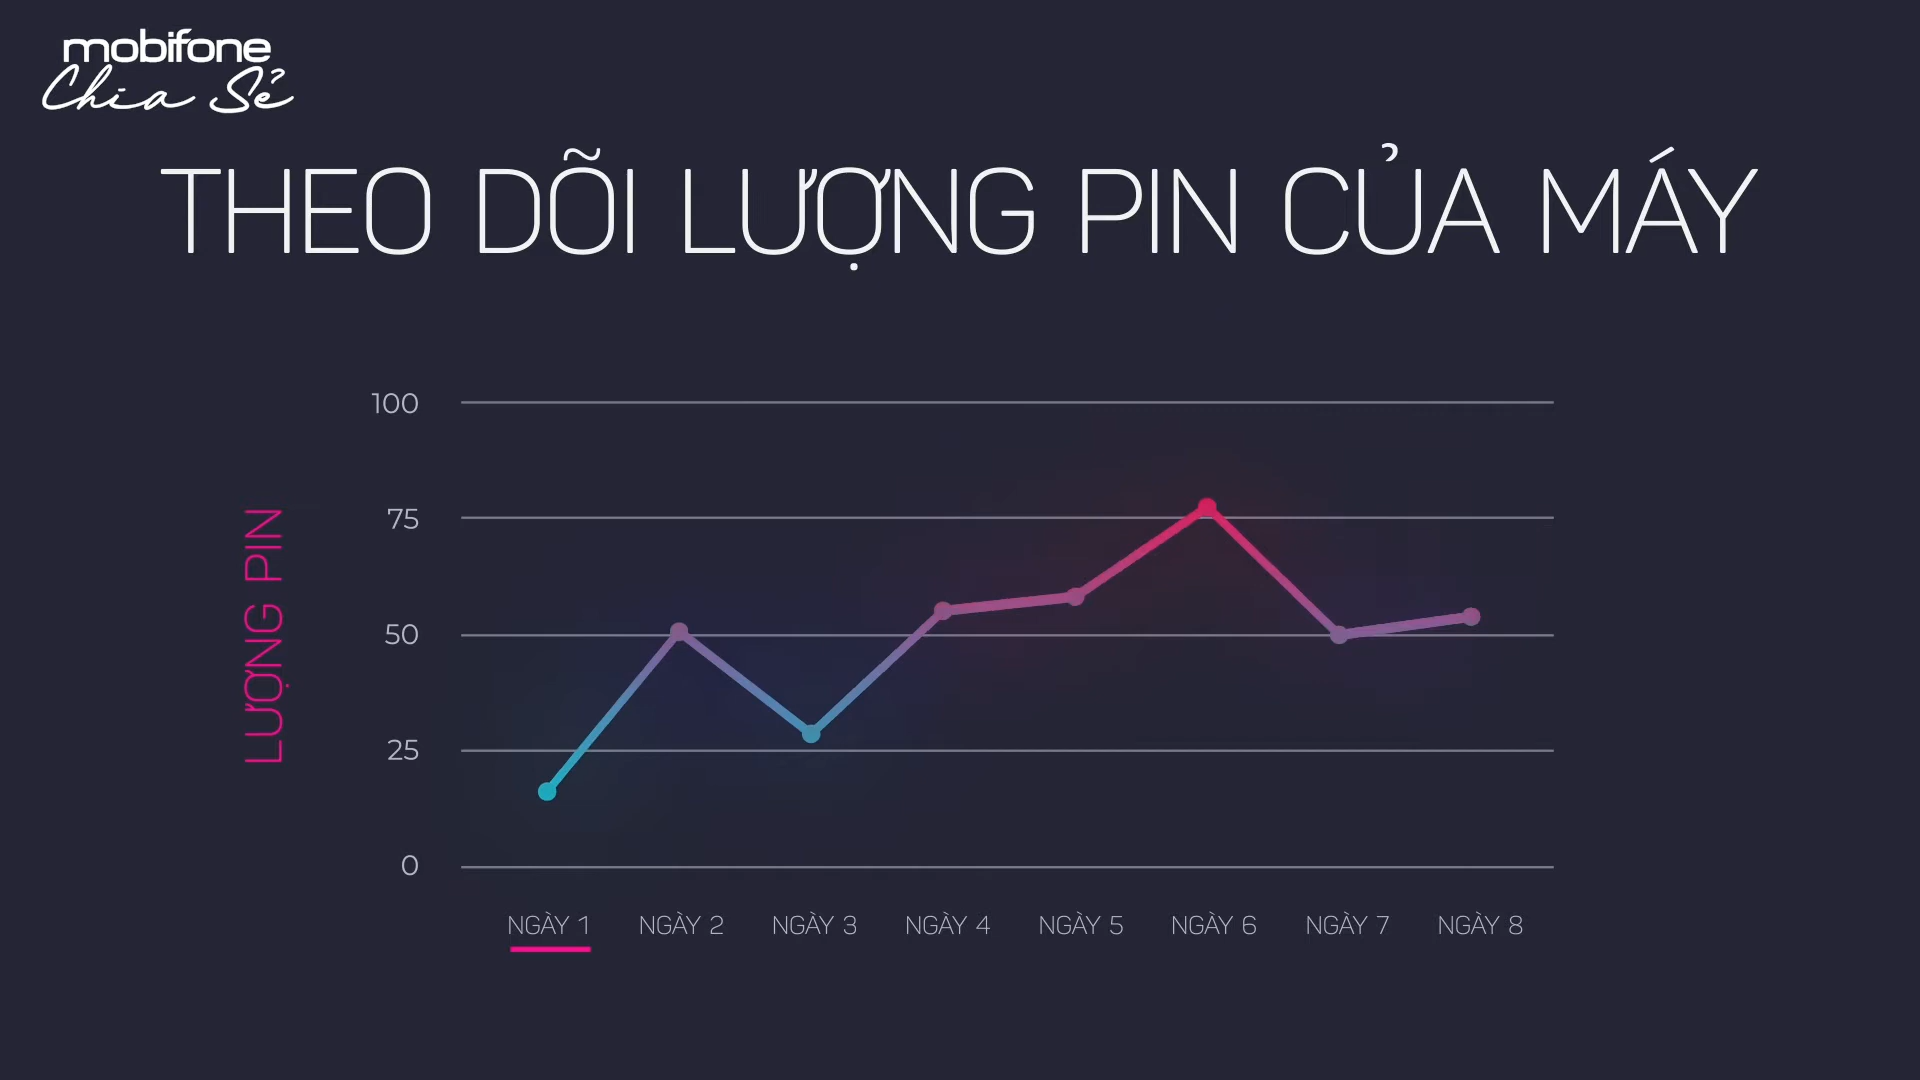 mobifone
Chia Sẻ
THEO DÕI LƯỢNG PIN CỦA MÁY
LƯỢNG PIN
100
75
50
25
0
NGÀY 1 NGÀY 2 NGÀY 3 NGÀY 4 NGÀY 5 NGÀY 6 NGÀY 7 NGÀY 8